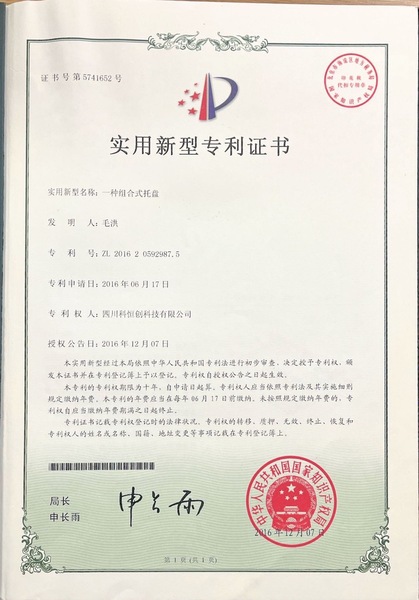 证书号第5741652号
实用新型专利证书
实用新型名称：一种组合式托盘
发明人：毛洪
专利号：ZL 2016 2 0592987.5
专利申请日：2016年06月17日
专利权人：四川科恒创科技有限公司
授权公告日：2016年12月07日
本实用新型经过本局依照中华人民共和国专利法进行初步审查，决定授予专利权，颁
发本证书并在专利登记簿上予以登记。专利权自授权公告之日起生效。
本专利的专利权期限为十年，自申请日起算。专利权人应当依照专利法及其实施细则
规定缴纳年费。本专利的年费应当在每年06月17日前缴纳。未按照规定缴纳年费的，专利
权自应当缴纳年费期满之日起终止。
专利证书记载专利权登记时的法律状况。专利权的转移、质押、无效、终止、恢复和
专利权人的姓名或名称、国籍、地址变更等事项记载在专利登记簿上。
局长
申长雨
申长雨
中华人民共和国国家知识产权局
2016年12月07日
第1页(共1页)